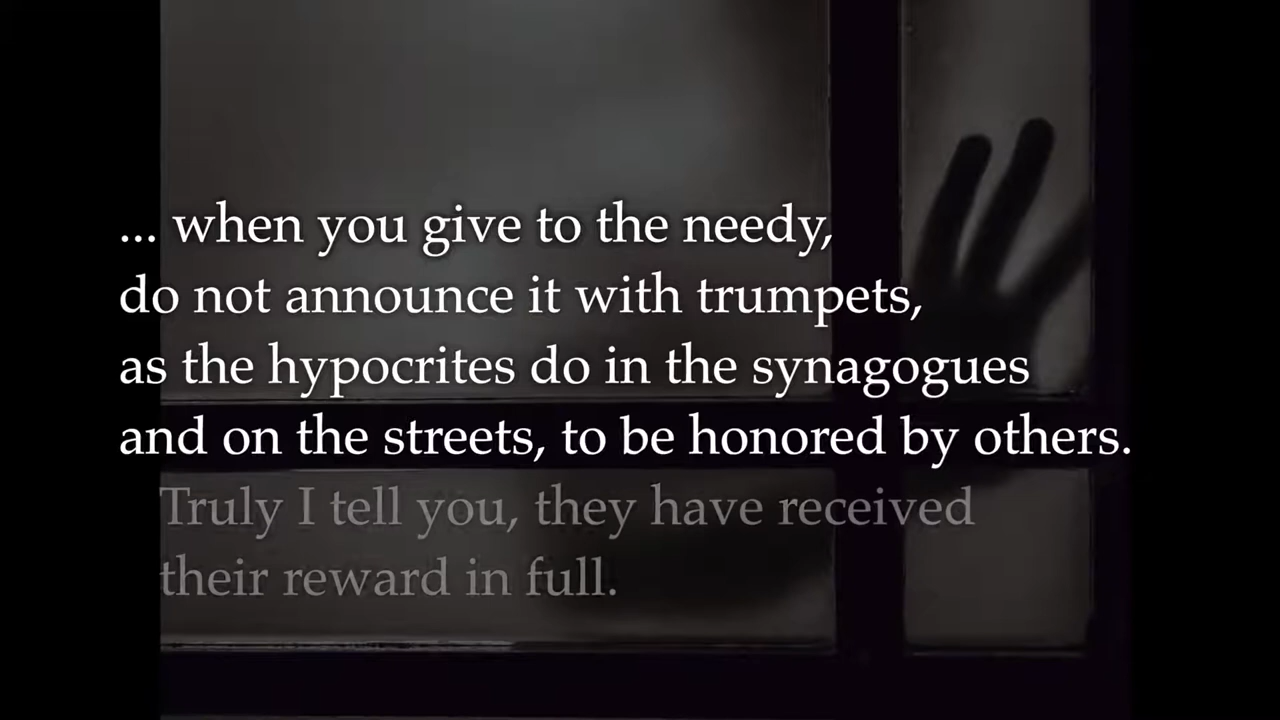 ... when you give to the needy,
do not announce it with trumpets,
as the hypocrites do in the synagogues
and on the streets, to be honored by others.
Truly I tell you, they have received
their reward in full.